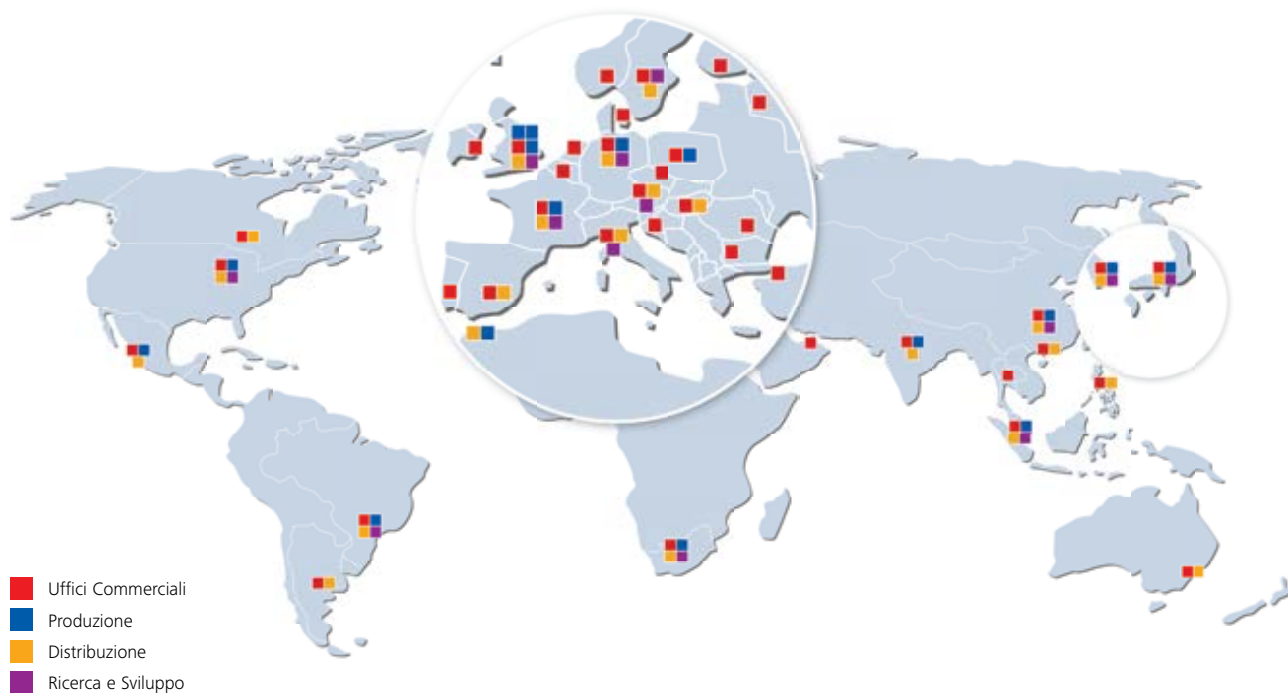 Uffici Commerciali
Produzione
Distribuzione
Ricerca e Sviluppo